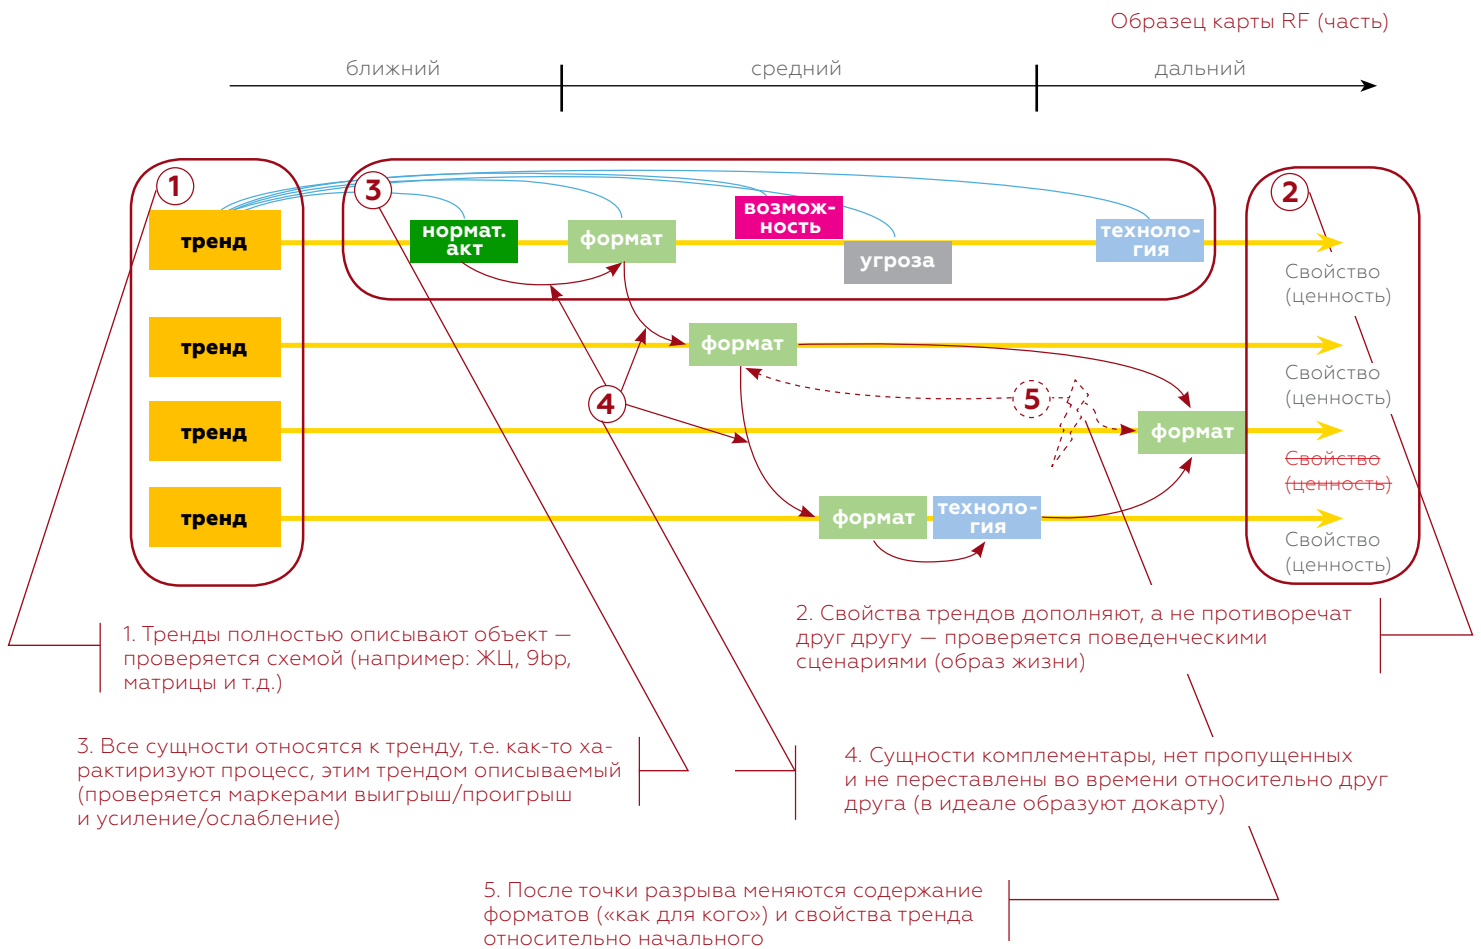 Образец карты RF (часть)
ближний
средний
дальний
1
3
2
тренд
нормат.
акт
формат
возмож-
ность
угроза
техноло-
гия
Свойство
(ценность)
тренд
формат
Свойство
(ценность)
4
5
тренд
формат
Свойство
(ценность)
тренд
формат
техноло-
гия
Свойство
(ценность)
1. Тренды полностью описывают объект —
проверяется схемой (например: ЖЦ, 9bp,
матрицы и т.д.)
2. Свойства трендов дополняют, а не противоречат
друг другу — проверяется поведенческими
сценариями (образ жизни)
3. Все сущности относятся к тренду, т.е. как-то ха-
рактиризуют процесс, этим трендом описываемый
(проверяется маркерами выигрыш/проигрыш
и усиление/ослабление)
4. Сущности комплементары, нет пропущенных
и не переставлены во времени относительно друг
друга (в идеале образуют докарту)
5. После точки разрыва меняются содержание
форматов («как для кого») и свойства тренда
относительно начального